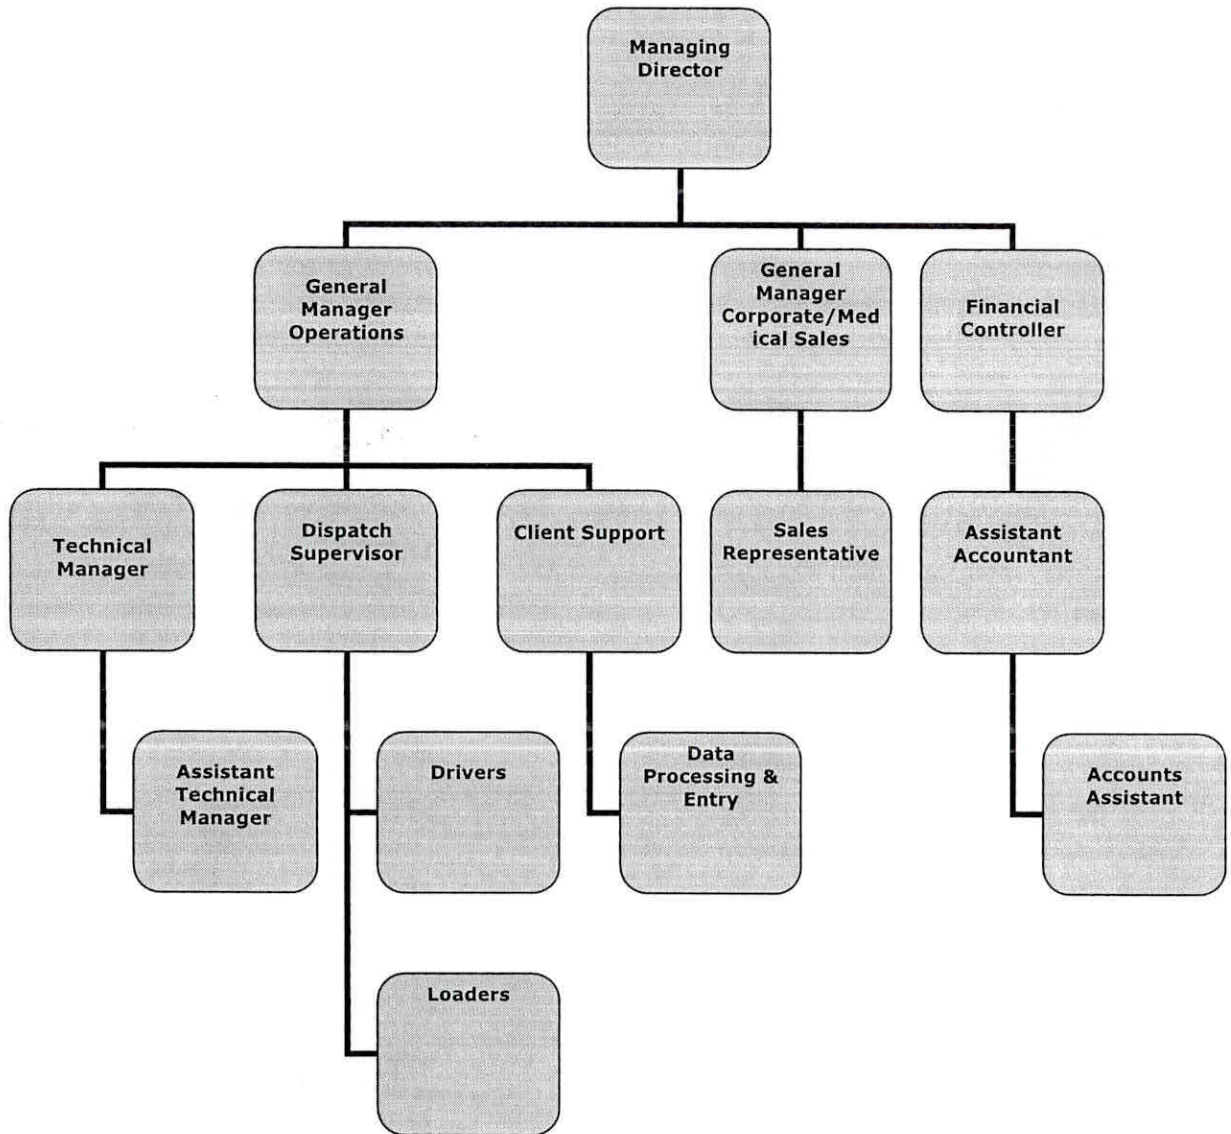 Managing
Director
General
Manager
Operations
General
Manager
Corporate/Med
ical Sales
Financial
Controller
Technical
Manager
Dispatch
Supervisor
Client Support
Sales
Representative
Assistant
Accountant
Assistant
Technical
Manager
Drivers
Data
Processing &
Entry
Accounts
Assistant
Loaders